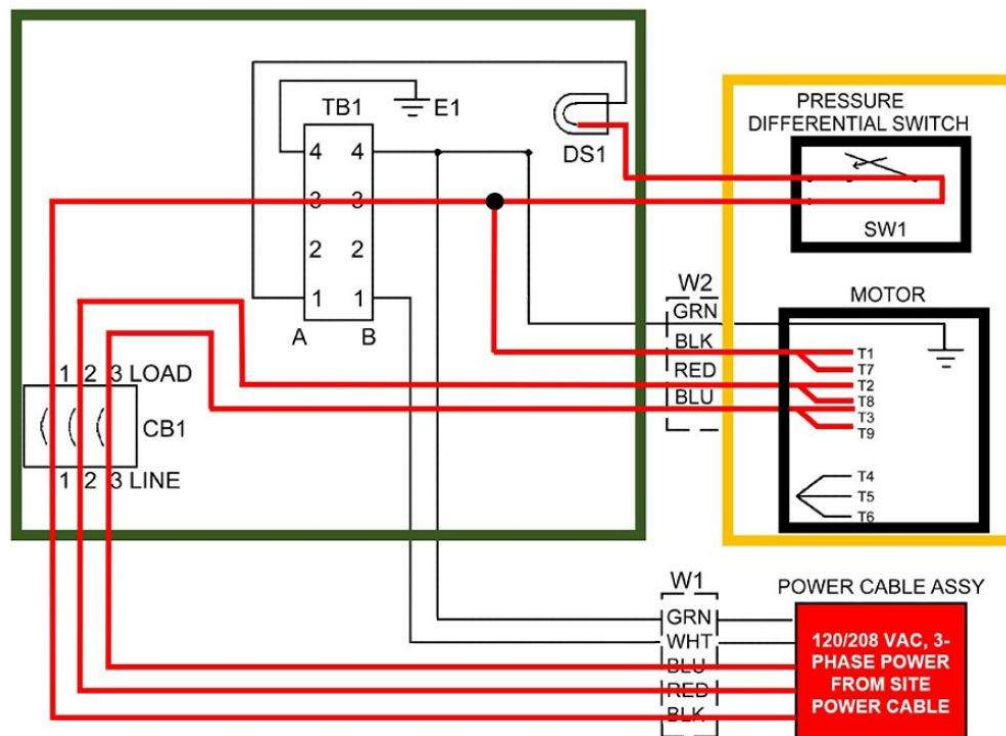 TB1
E1
DS1
4 4
3 3
2 2
1 1
A B
PRESSURE
DIFFERENTIAL SWITCH
SW1
W2
GRN
BLK
RED
BLU
MOTOR
T1
T7
T2
T8
T3
T9
T4
T5
T6
1 2 3 LOAD
CB1
1 2 3 LINE
W1
GRN
WHT
BLU
RED
BLK
POWER CABLE ASSY
120/208 VAC, 3-
PHASE POWER
FROM SITE
POWER CABLE